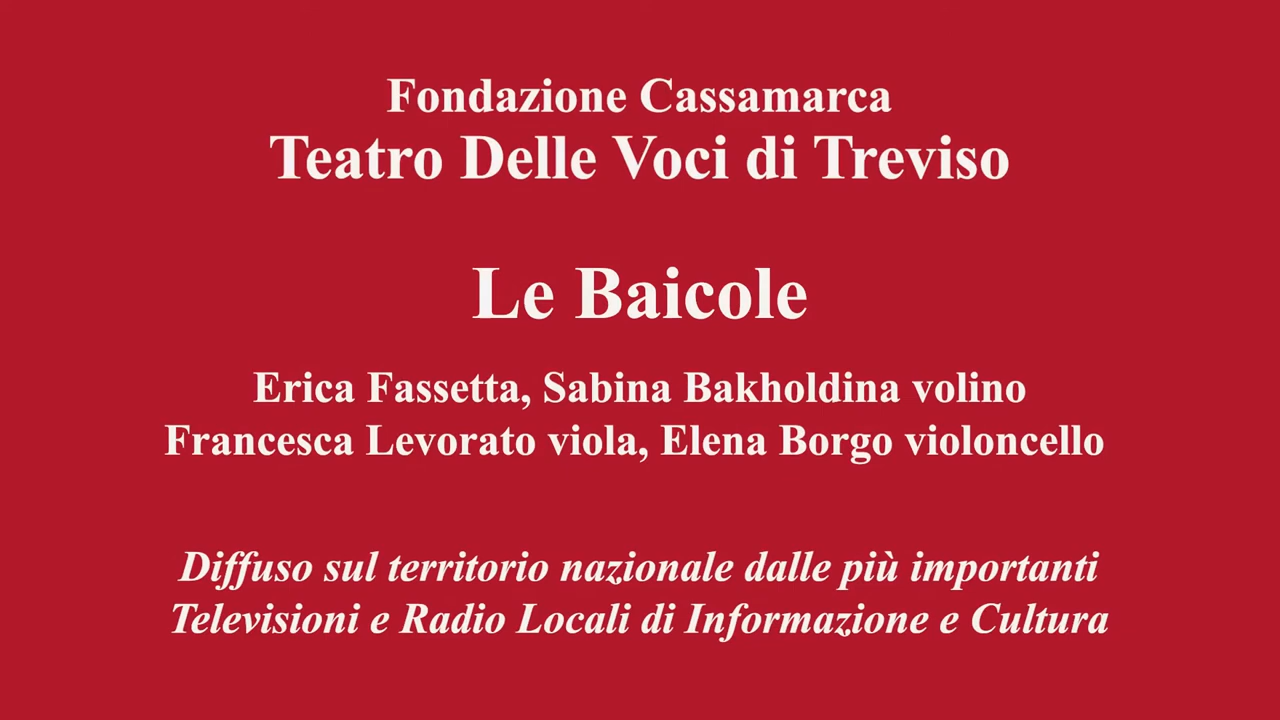 Fondazione Cassamarca
Teatro Delle Voci di Treviso
Le Baicole
Erica Fassetta, Sabina Bakholdina volino
Francesca Levorato viola, Elena Borgo violoncello
Diffuso sul territorio nazionale dalle più importanti
Televisioni e Radio Locali di Informazione e Cultura